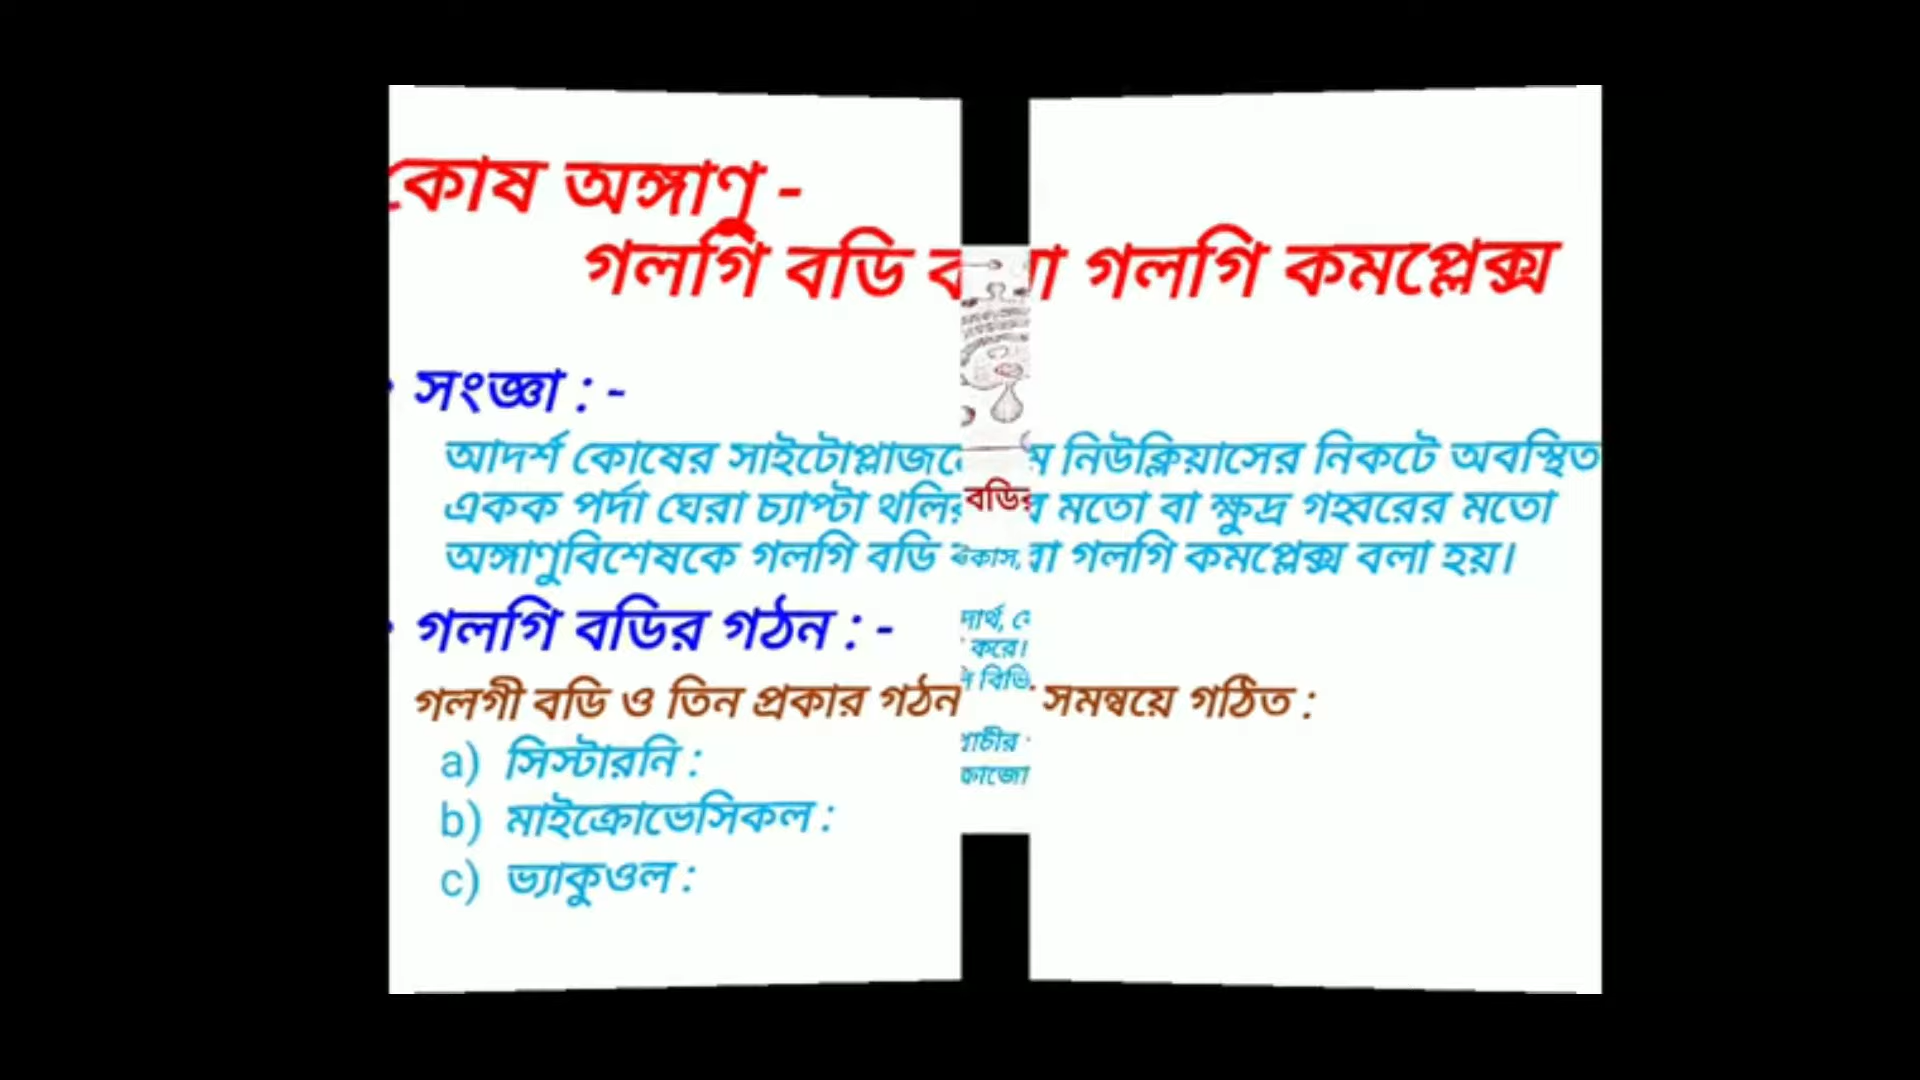 কোষ অঙ্গাণু -
গলগি বডি বা গলগি কমপ্লেক্স
সংজ্ঞা : -
আদর্শ কোষের সাইটোপ্লাজমে নিউক্লিয়াসের নিকটে অবস্থিত
একক পর্দা ঘেরা চ্যাপ্টা থলির মতো বা ক্ষুদ্র গহ্বরের মতো
অঙ্গাণুবিশেষকে গলগি বডি বা গলগি কমপ্লেক্স বলা হয়।
গলগি বডির গঠন : -
গলগী বডি ও তিন প্রকার গঠন সমন্বয়ে গঠিত :
a) সিস্টারনি :
b) মাইক্রোভেসিকল :
c) ভ্যাকুওল :
বডির
করে।